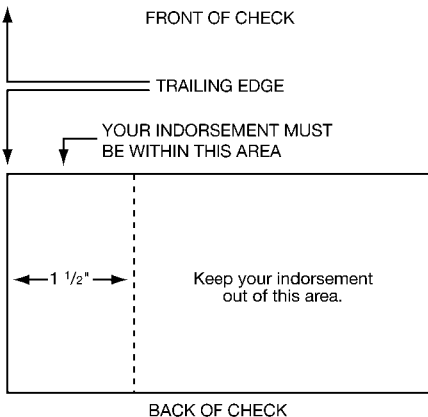 FRONT OF CHECK
TRAILING EDGE
YOUR INDORSEMENT MUST
BE WITHIN THIS AREA
1 1/2"
Keep your indorsement
out of this area.
BACK OF CHECK